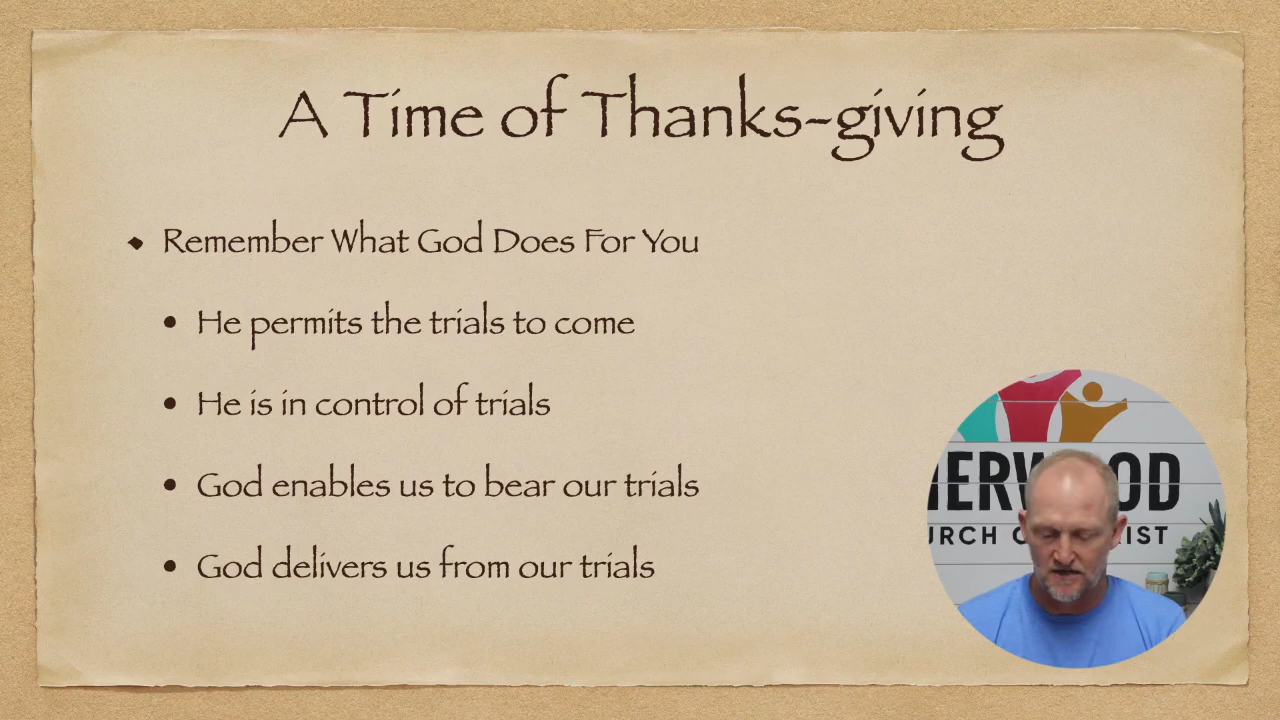 A Time of Thanks-giving
Remember What God Does For You
He permits the trials to come
He is in control of trials
God enables us to bear our trials
God delivers us from our trials